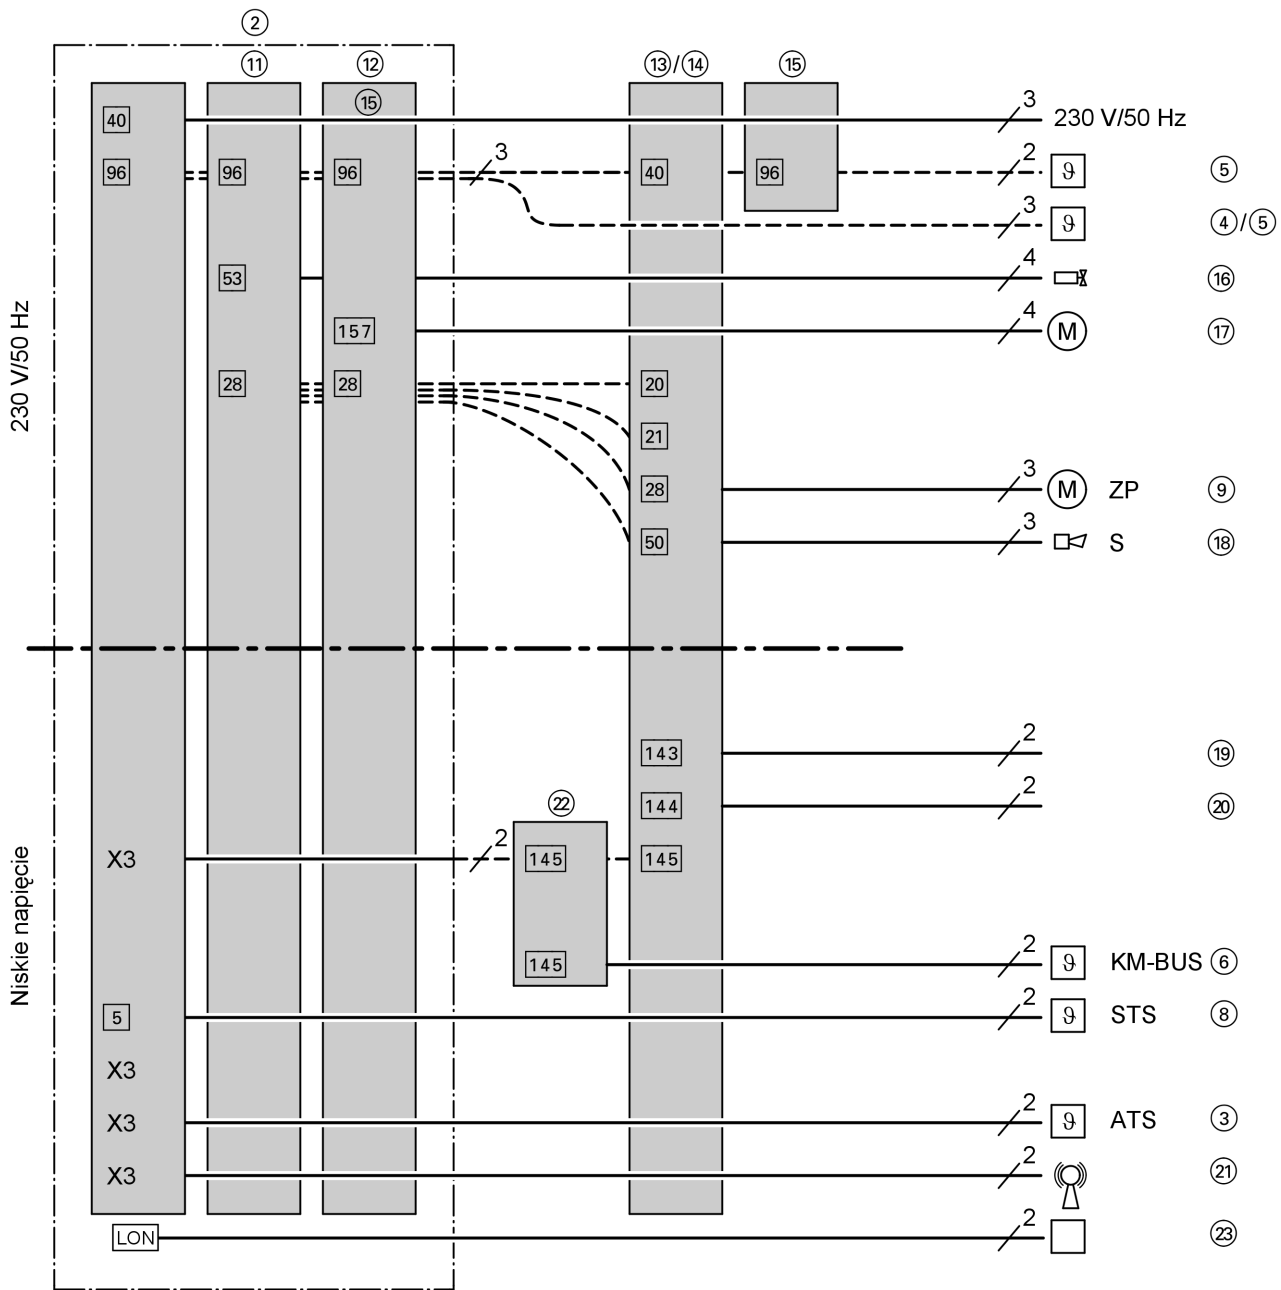 ②
⑪ ⑫ ⑬/⑭ ⑮
⑮
40 3 230 V/50 Hz
96 96 96 3 40 96 2 ϑ ⑤
3 ϑ ④/⑤
53 4 ⑯
157 4 M ⑰
28 28 20
21
28 3 M ZP ⑨
50 3 S ⑱
230 V/50 Hz
Niskie napięcie
143 2 ⑲
㉒ 144 2 ⑳
X3 2 145 145
145 2 ϑ KM-BUS ⑥
5 2 ϑ STS ⑧
X3
X3 2 ϑ ATS ③
X3 2 ㉑
LON 2 ㉓